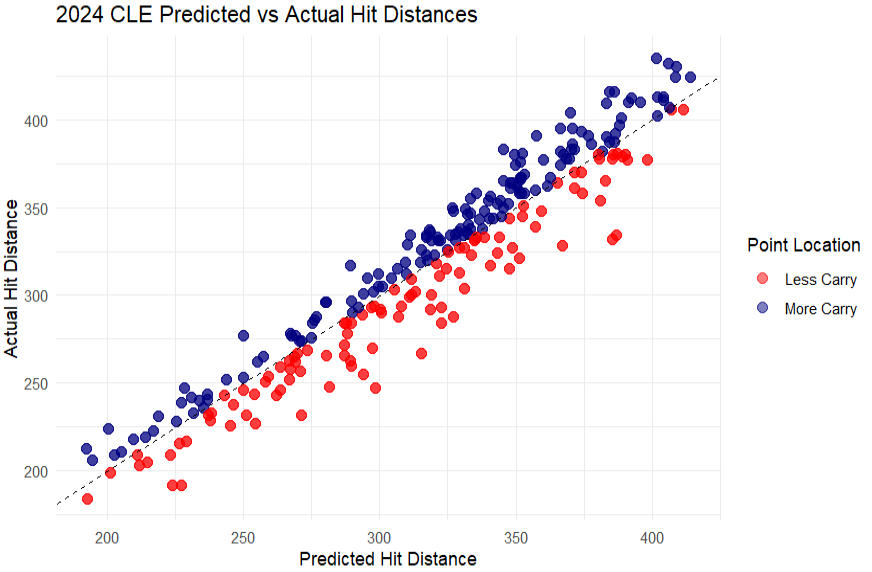 2024 CLE Predicted vs Actual Hit Distances
Actual Hit Distance
400
350
300
250
200
200 250 300 350 400
Predicted Hit Distance
Point Location
Less Carry
More Carry